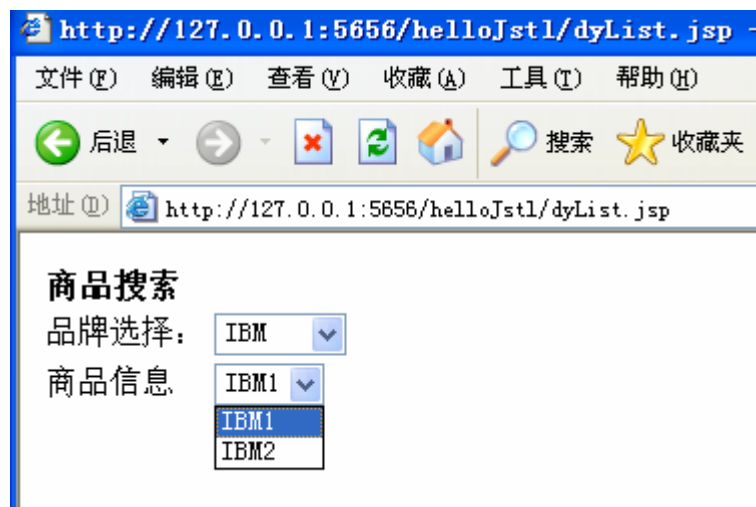 http://127.0.0.1:5656/helloJstl/dyList.jsp -
文件(F) 编辑(E) 查看(V) 收藏(A) 工具(T) 帮助(H)
后退 搜索 收藏夹
地址(D) http://127.0.0.1:5656/helloJstl/dyList.jsp
商品搜索
品牌选择： IBM
商品信息 IBM1
IBM1
IBM2